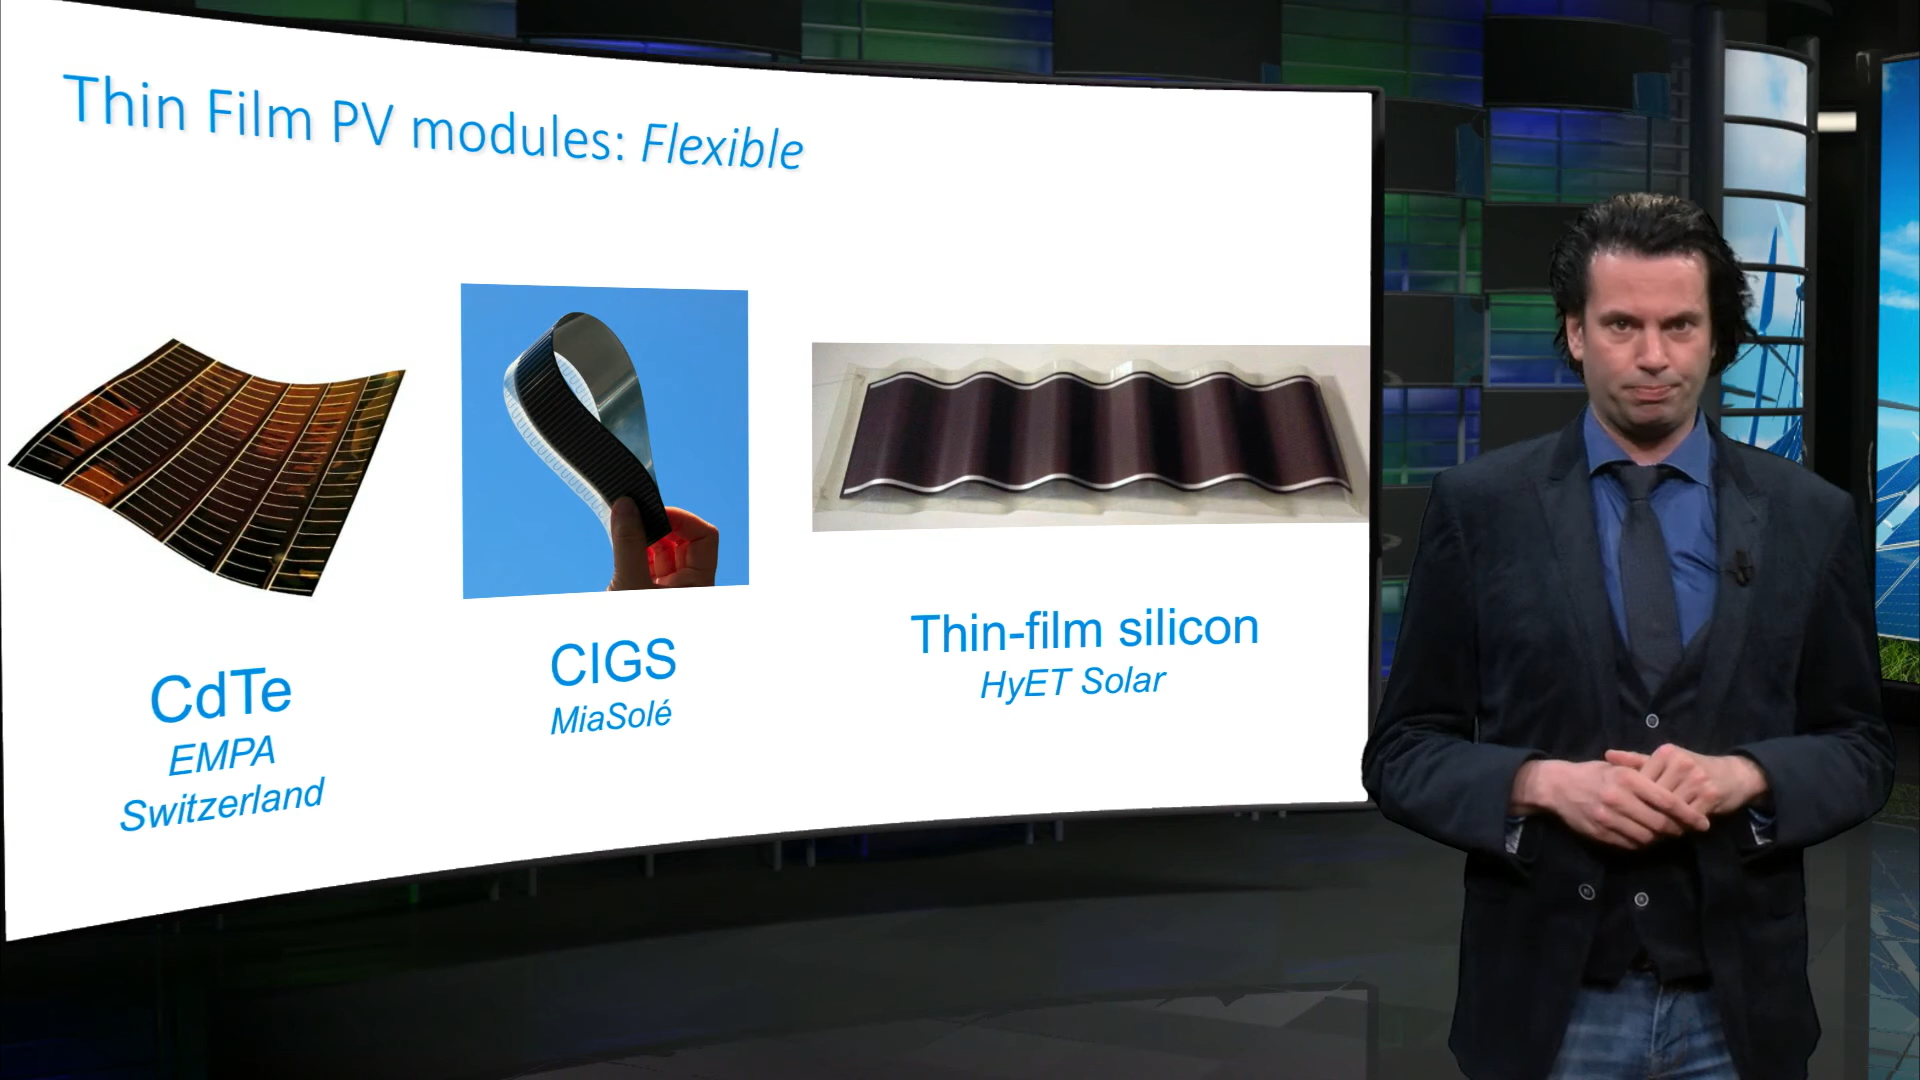 Thin Film PV modules: Flexible
CdTe
EMPA
Switzerland
CIGS
MiaSolé
Thin-film silicon
HyET Solar